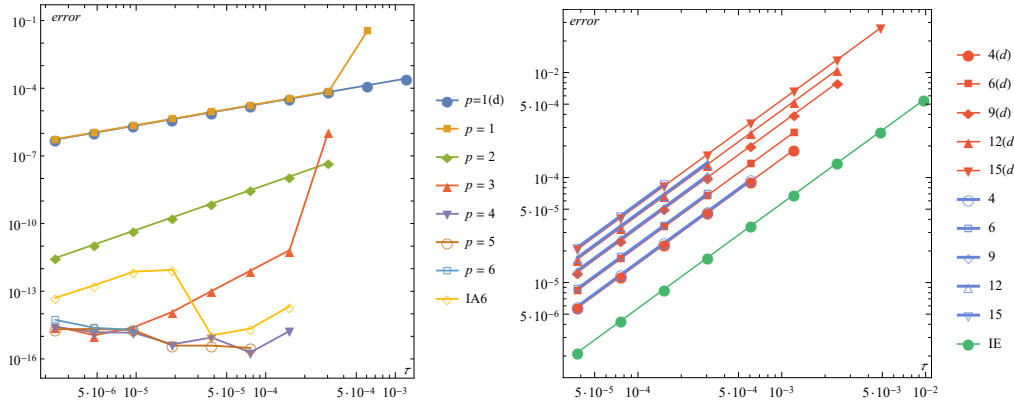 error
10⁻¹
10⁻⁴
10⁻⁷
10⁻¹⁰
10⁻¹³
10⁻¹⁶
5·10⁻⁶
10⁻⁵
5·10⁻⁵
10⁻⁴
5·10⁻⁴
10⁻³
τ
p=1(d)
p = 1
p = 2
p = 3
p = 4
p = 5
p = 6
IA6
error
10⁻²
5·10⁻⁴
10⁻⁴
5·10⁻⁵
10⁻⁵
5·10⁻⁶
5·10⁻⁵
10⁻⁴
5·10⁻⁴
10⁻³
5·10⁻³
10⁻²
τ
4(d)
6(d)
9(d)
12(d
15(d
4
6
9
12
15
IE